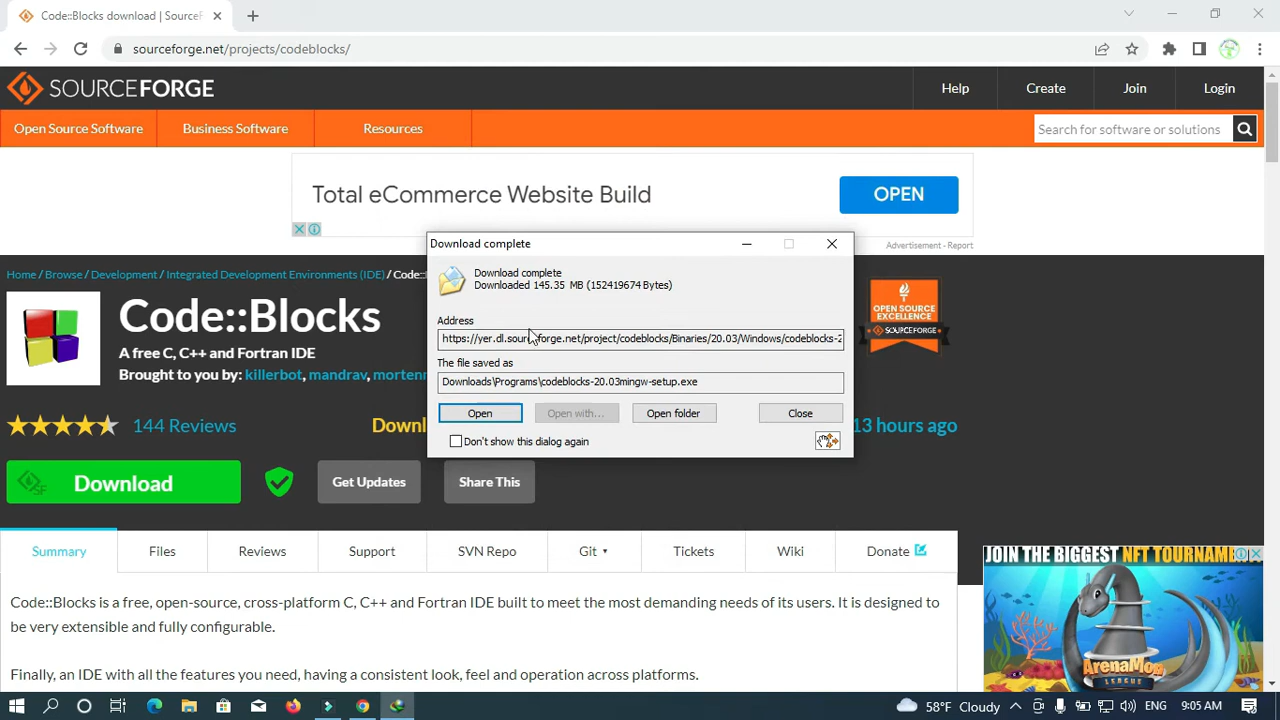 Code::Blocks download | SourceF
sourceforge.net/projects/codeblocks/
SOURCEFORGE
Help
Create
Join
Login
Open Source Software
Business Software
Resources
Search for software or solutions
Total eCommerce Website Build
OPEN
Advertisement - Report
Download complete
Home / Browse / Development / Integrated Development Environments (IDE) / Code::
Download complete
Downloaded 145.35 MB (152419674 Bytes)
Address
https://yer.dl.sourceforge.net/project/codeblocks/Binaries/20.03/Windows/codeblocks-2
The file saved as
Downloads\Programs\codeblocks-20.03mingw-setup.exe
Open
Open with...
Open folder
Close
Don't show this dialog again
Code::Blocks
A free C, C++ and Fortran IDE
Brought to you by: killerbot, mandrav, mortenm
OPEN SOURCE
EXCELLENCE
SOURCEFORGE
144 Reviews
Downl
13 hours ago
SF
Download
Get Updates
Share This
Summary
Files
Reviews
Support
SVN Repo
Git
Tickets
Wiki
Donate
Code::Blocks is a free, open-source, cross-platform C, C++ and Fortran IDE built to meet the most demanding needs of its users. It is designed to
be very extensible and fully configurable.
Finally, an IDE with all the features you need, having a consistent look, feel and operation across platforms.
JOIN THE BIGGEST NFT TOURNAM
ArenaMon
LEAGUE
58°F Cloudy
ENG
9:05 AM